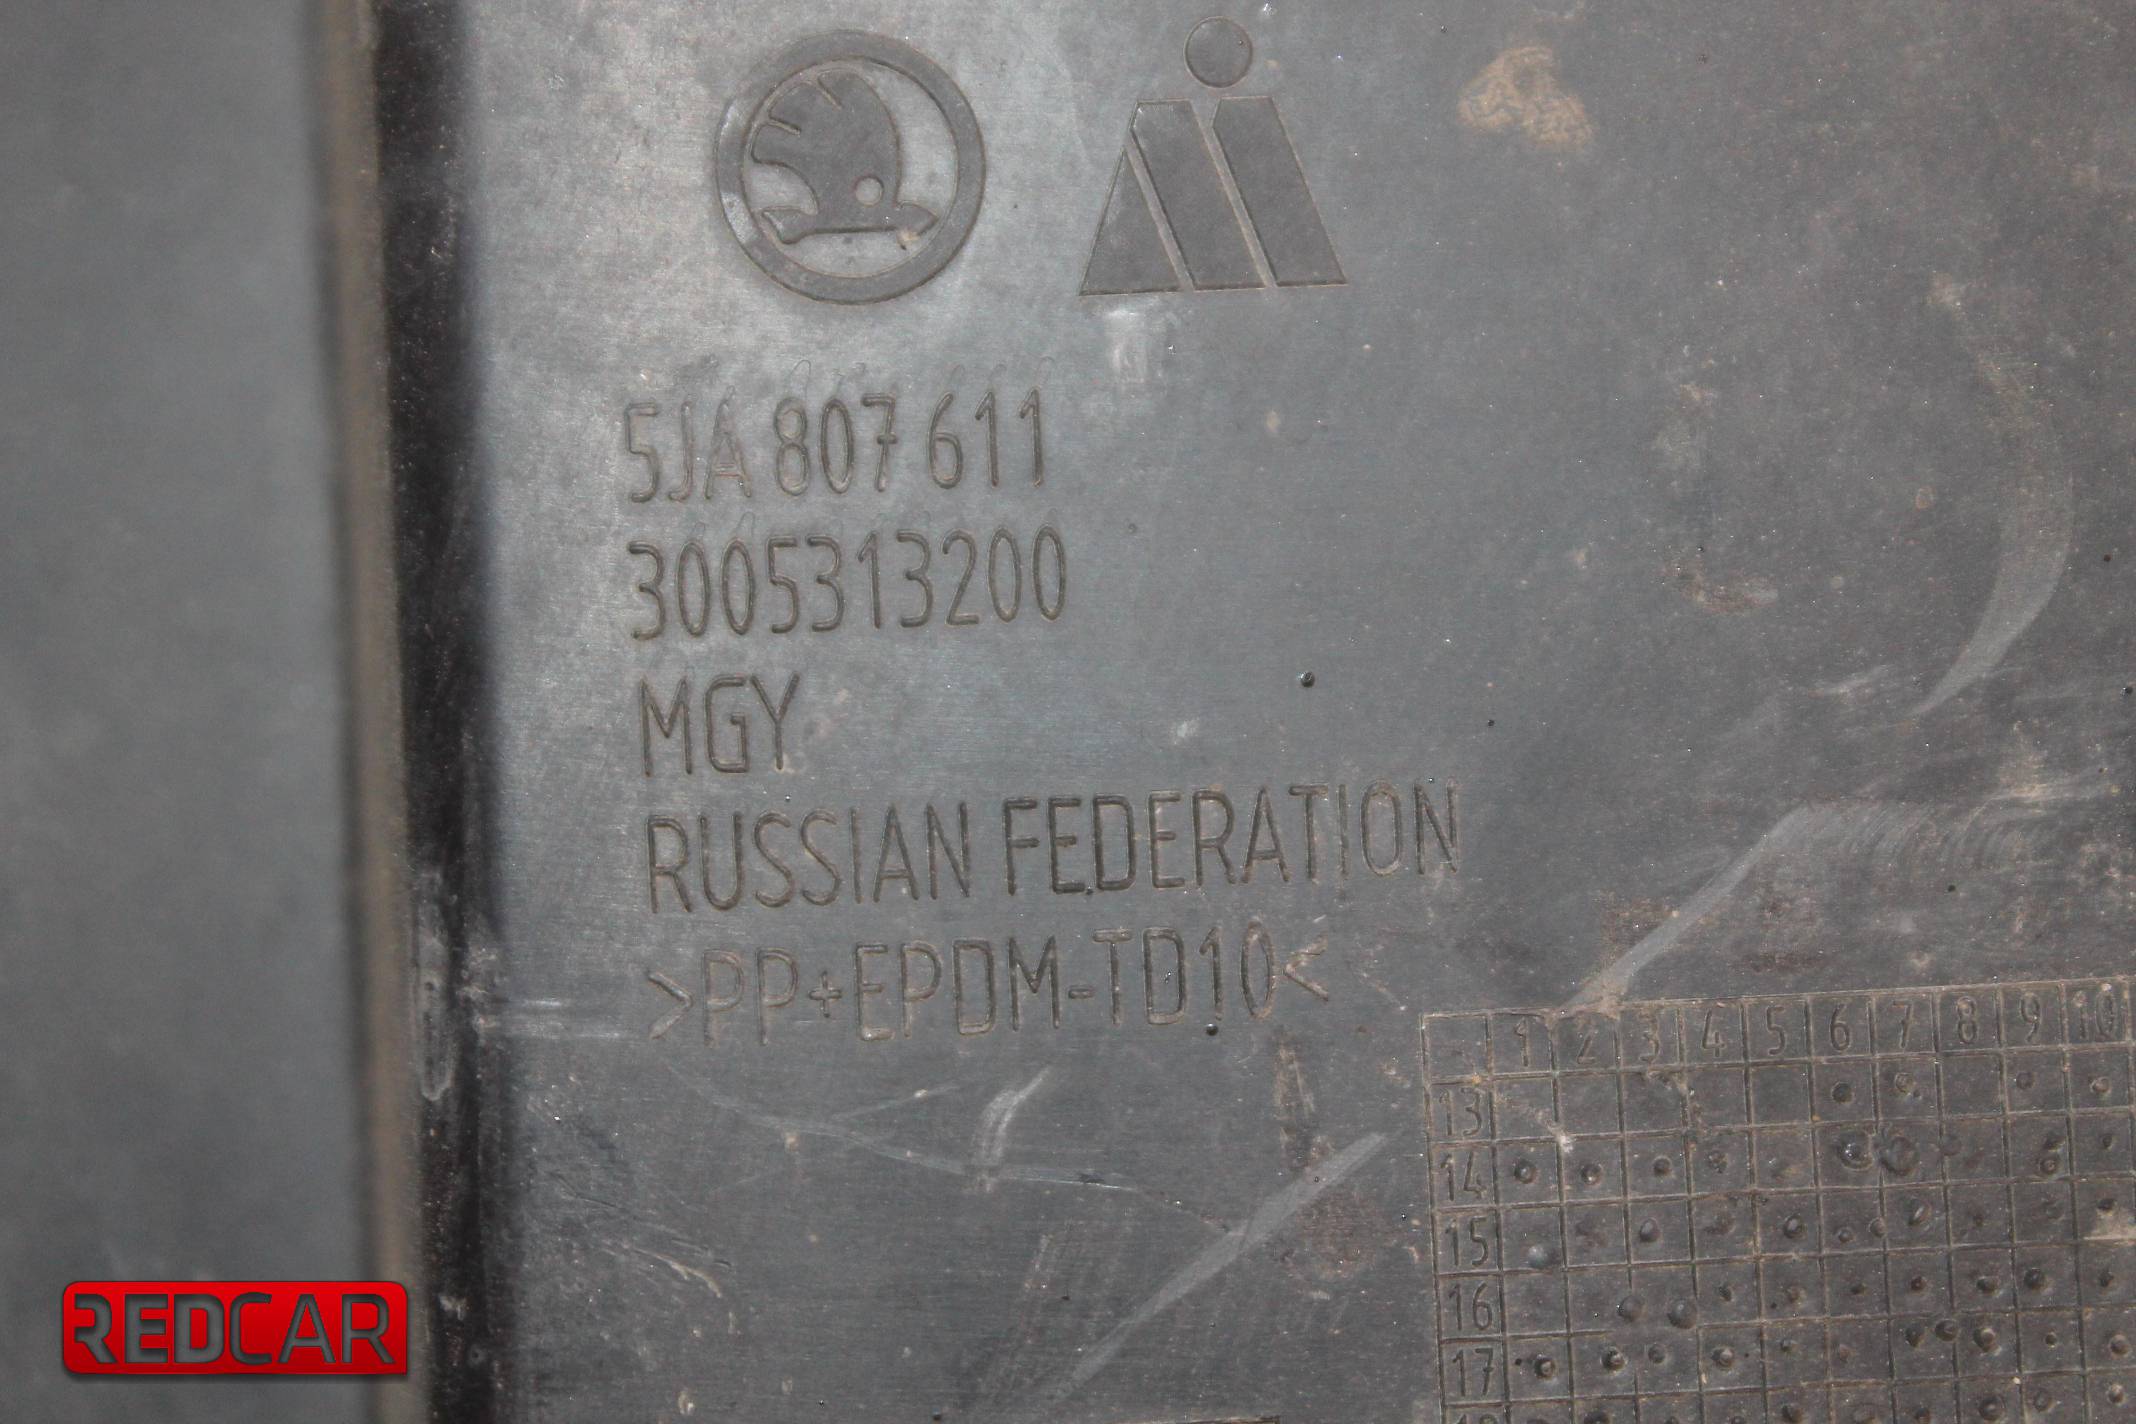 5JA 807 611
3005313200
MGY
RUSSIAN FEDERATION
>PP+EPDM-TD10<
1 2 3 4 5 6 7 8 9 10
13
14
15
16
17
REDCAR